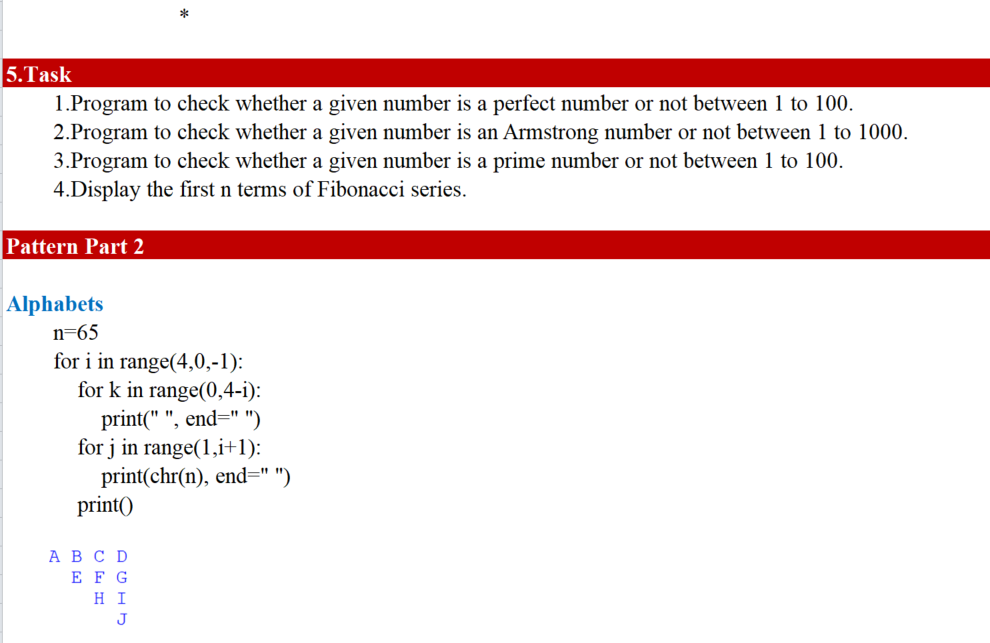 *
5.Task
1.Program to check whether a given number is a perfect number or not between 1 to 100.
2.Program to check whether a given number is an Armstrong number or not between 1 to 1000.
3.Program to check whether a given number is a prime number or not between 1 to 100.
4.Display the first n terms of Fibonacci series.
Pattern Part 2
Alphabets
n=65
for i in range(4,0,-1):
    for k in range(0,4-i):
        print(" ", end=" ")
    for j in range(1,i+1):
        print(chr(n), end=" ")
    print()
A B C D
  E F G
    H I
      J